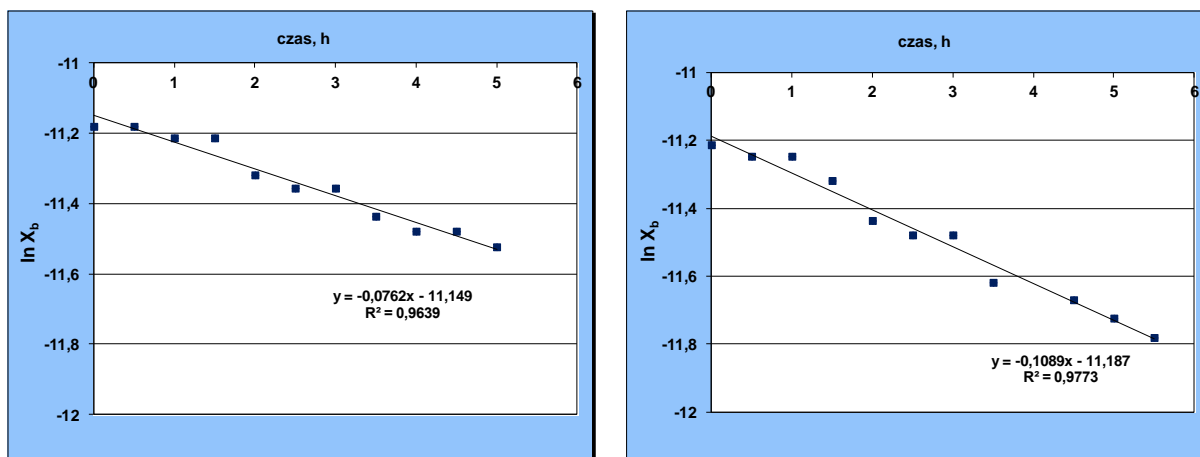 czas, h
-11
0 1 2 3 4 5 6
-11,2
-11,4
-11,6
-11,8
-12
ln Xb
y = -0,0762x - 11,149
R² = 0,9639
czas, h
-11
0 1 2 3 4 5 6
-11,2
-11,4
-11,6
-11,8
-12
ln Xb
y = -0,1089x - 11,187
R² = 0,9773